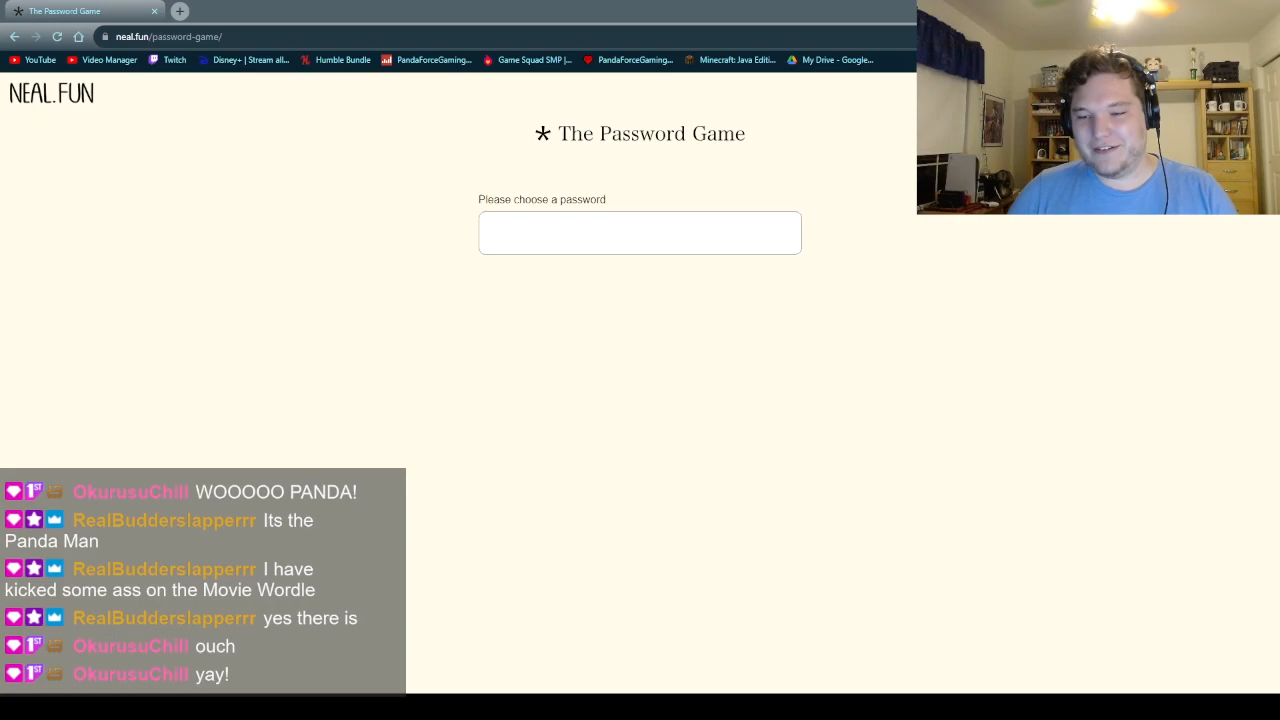 The Password Game
neal.fun/password-game/
YouTube Video Manager Twitch Disney+ | Stream all... Humble Bundle PandaForceGaming... Game Squad SMP |... PandaForceGaming... Minecraft: Java Editi... My Drive - Google...
NEAL.FUN
* The Password Game
Please choose a password
1ST OkurusuChill WOOOOO PANDA!
RealBudderslapperrr Its the
Panda Man
RealBudderslapperrr I have
kicked some ass on the Movie Wordle
RealBudderslapperrr yes there is
1ST OkurusuChill ouch
1ST OkurusuChill yay!